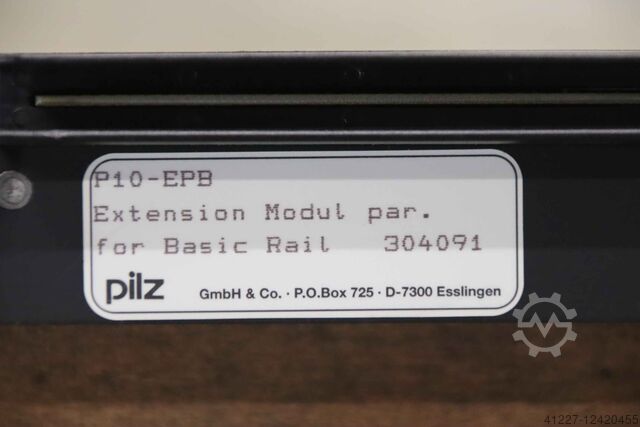 P10-EPB
Extension Modul par.
for Basic Rail 304091
pilz GmbH & Co. · P.O.Box 725 · D-7300 Esslingen
41227-12420455